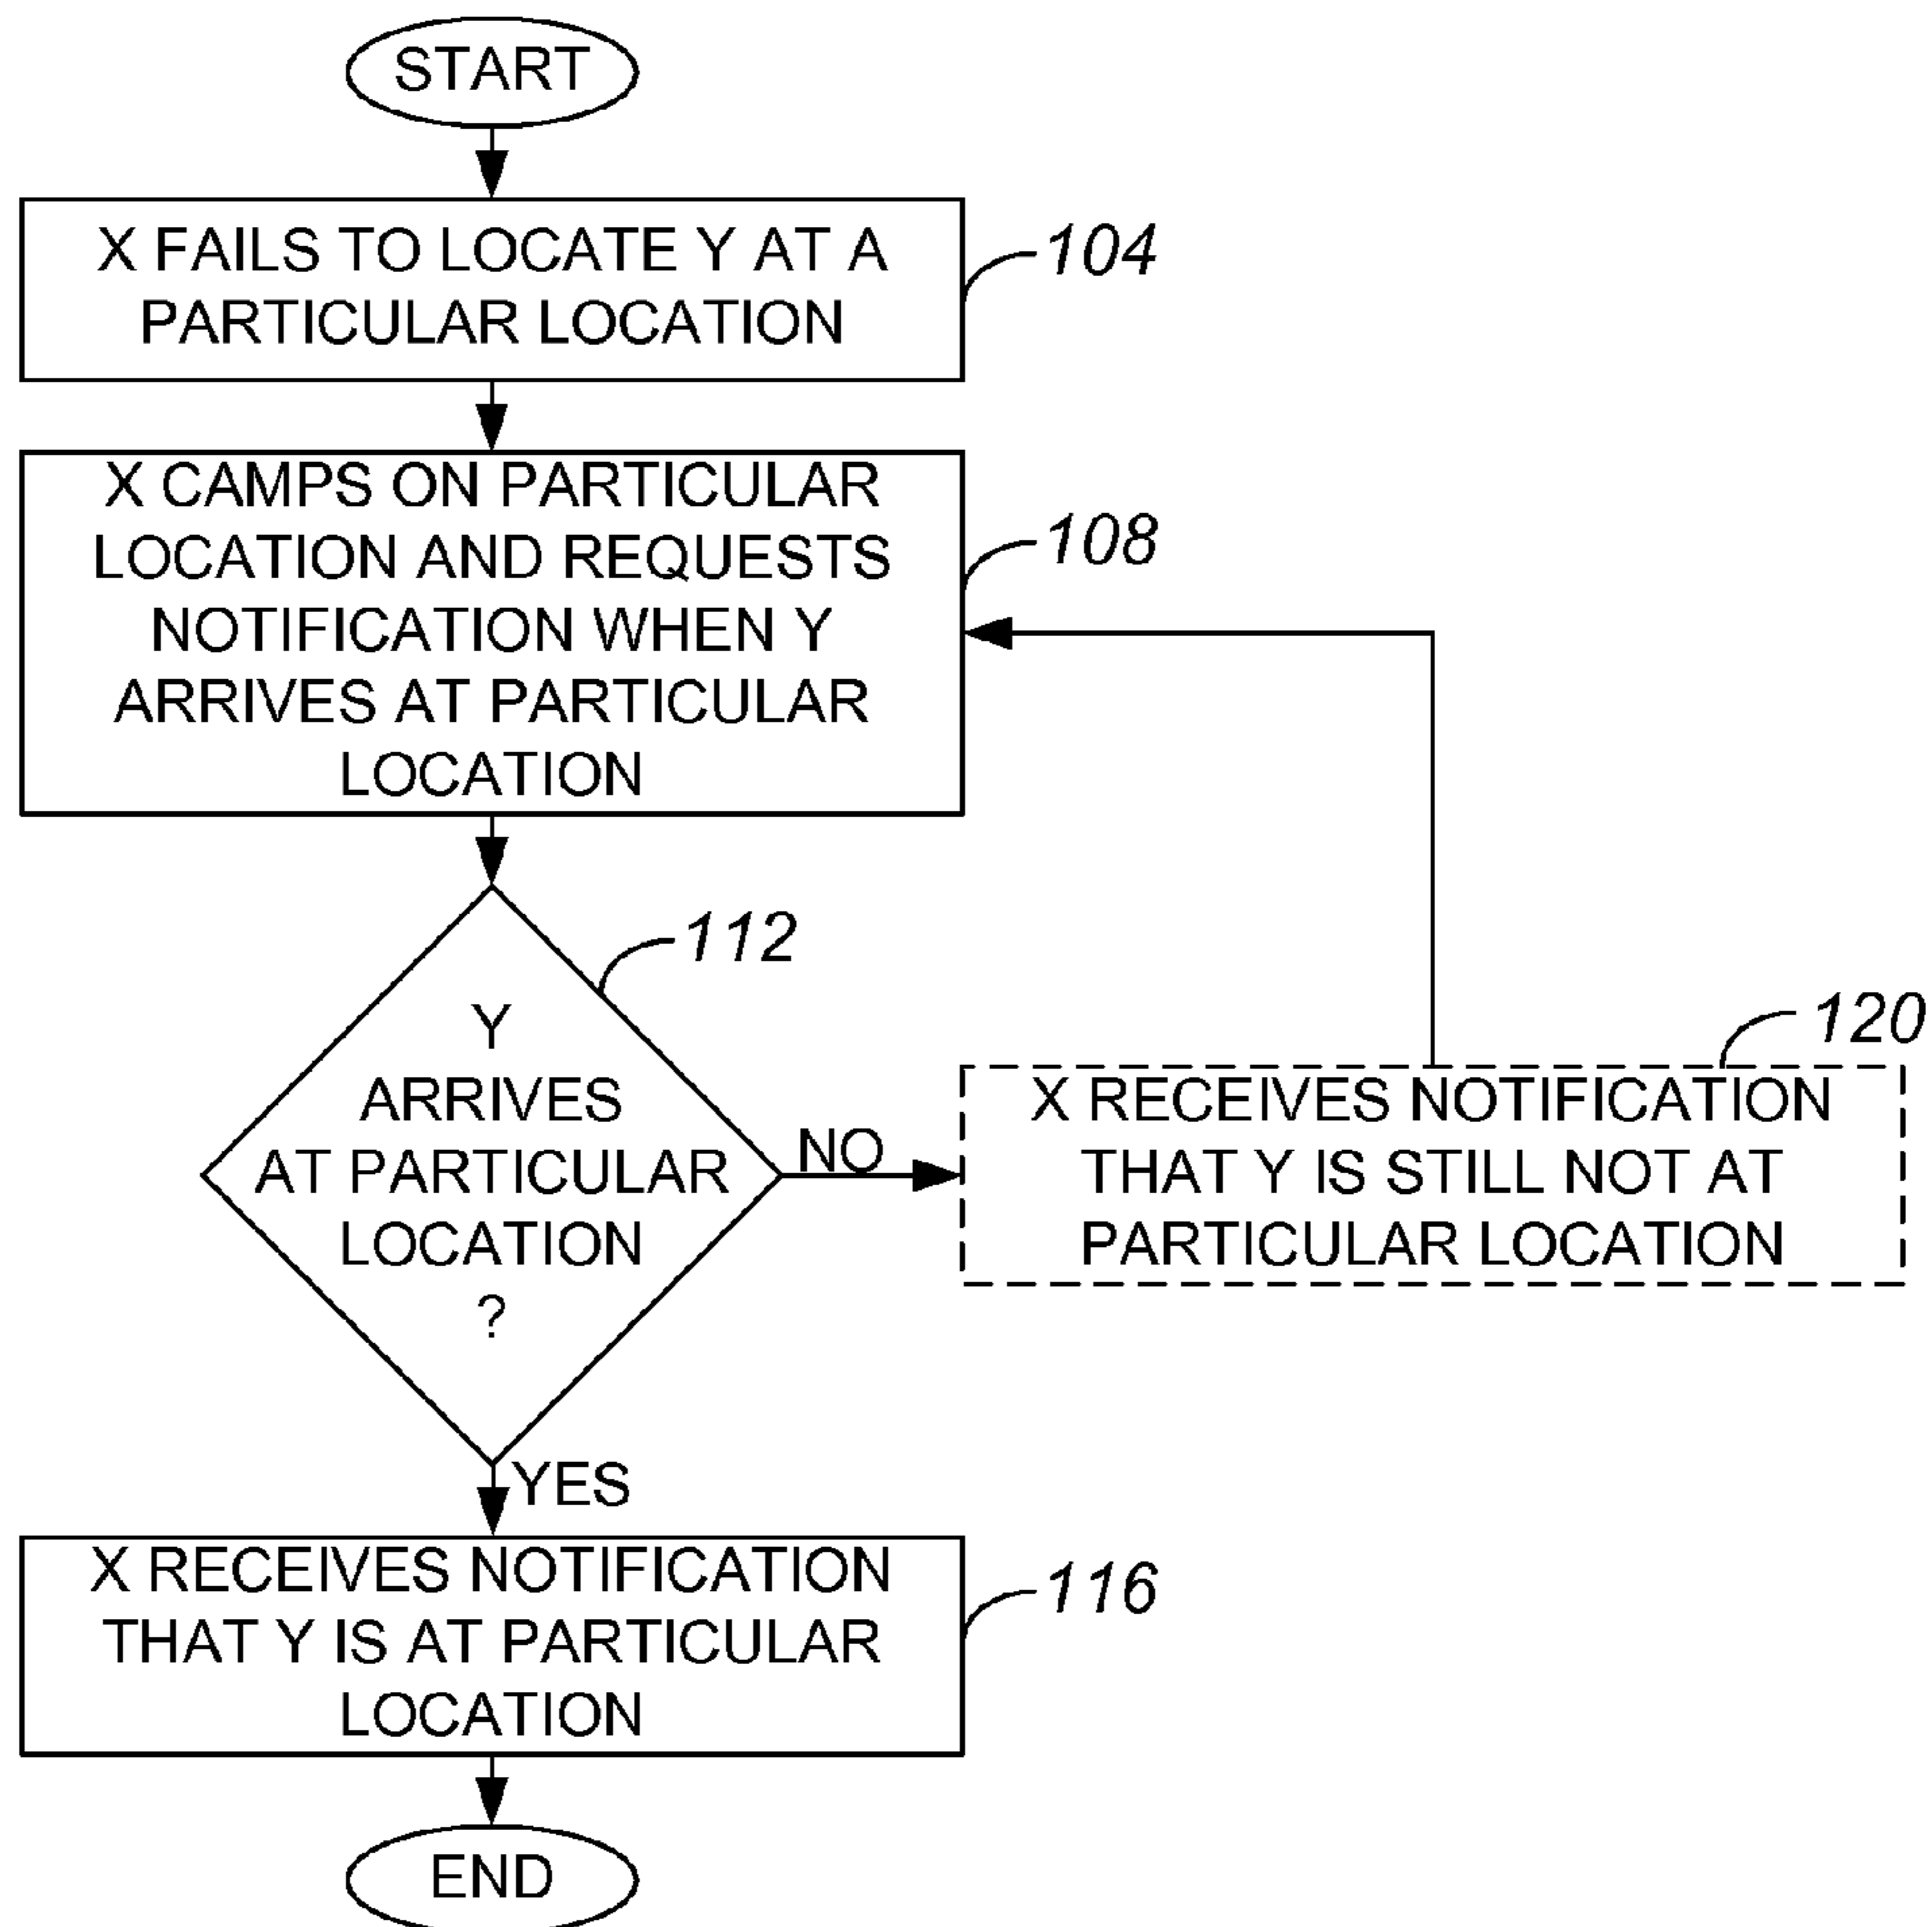 START
X FAILS TO LOCATE Y AT A
PARTICULAR LOCATION
104
X CAMPS ON PARTICULAR
LOCATION AND REQUESTS
NOTIFICATION WHEN Y
ARRIVES AT PARTICULAR
LOCATION
108
112
Y
ARRIVES
AT PARTICULAR
LOCATION
?
NO
120
X RECEIVES NOTIFICATION
THAT Y IS STILL NOT AT
PARTICULAR LOCATION
YES
X RECEIVES NOTIFICATION
THAT Y IS AT PARTICULAR
LOCATION
116
END